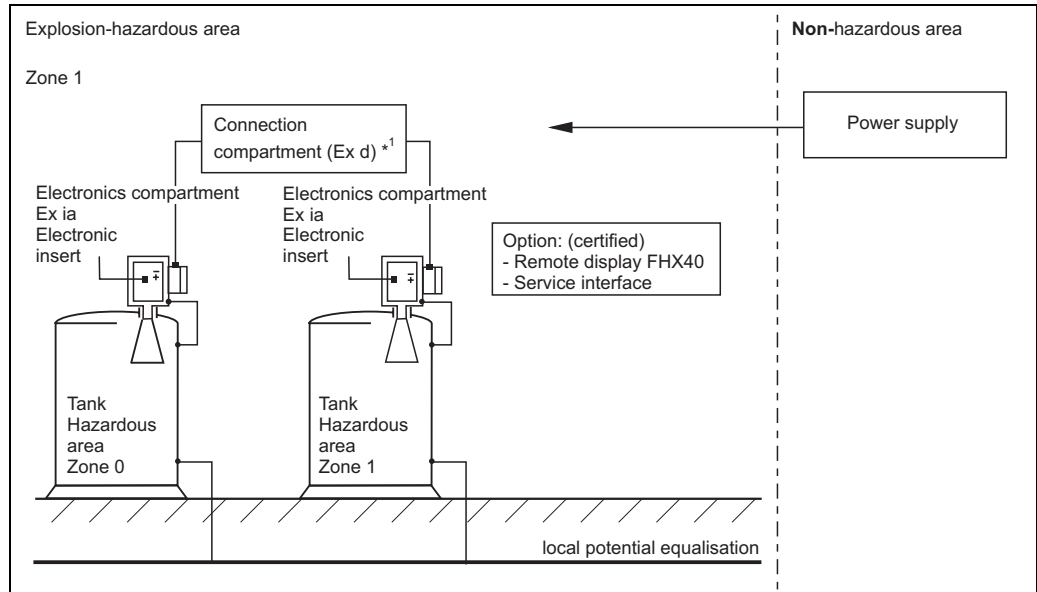 Explosion-hazardous area
Non-hazardous area
Zone 1
Power supply
Connection
compartment (Ex d) *1
Electronics compartment
Ex ia
Electronic
insert
Electronics compartment
Ex ia
Electronic
insert
Option: (certified)
- Remote display FHX40
- Service interface
Tank
Hazardous
area
Zone 0
Tank
Hazardous
area
Zone 1
local potential equalisation